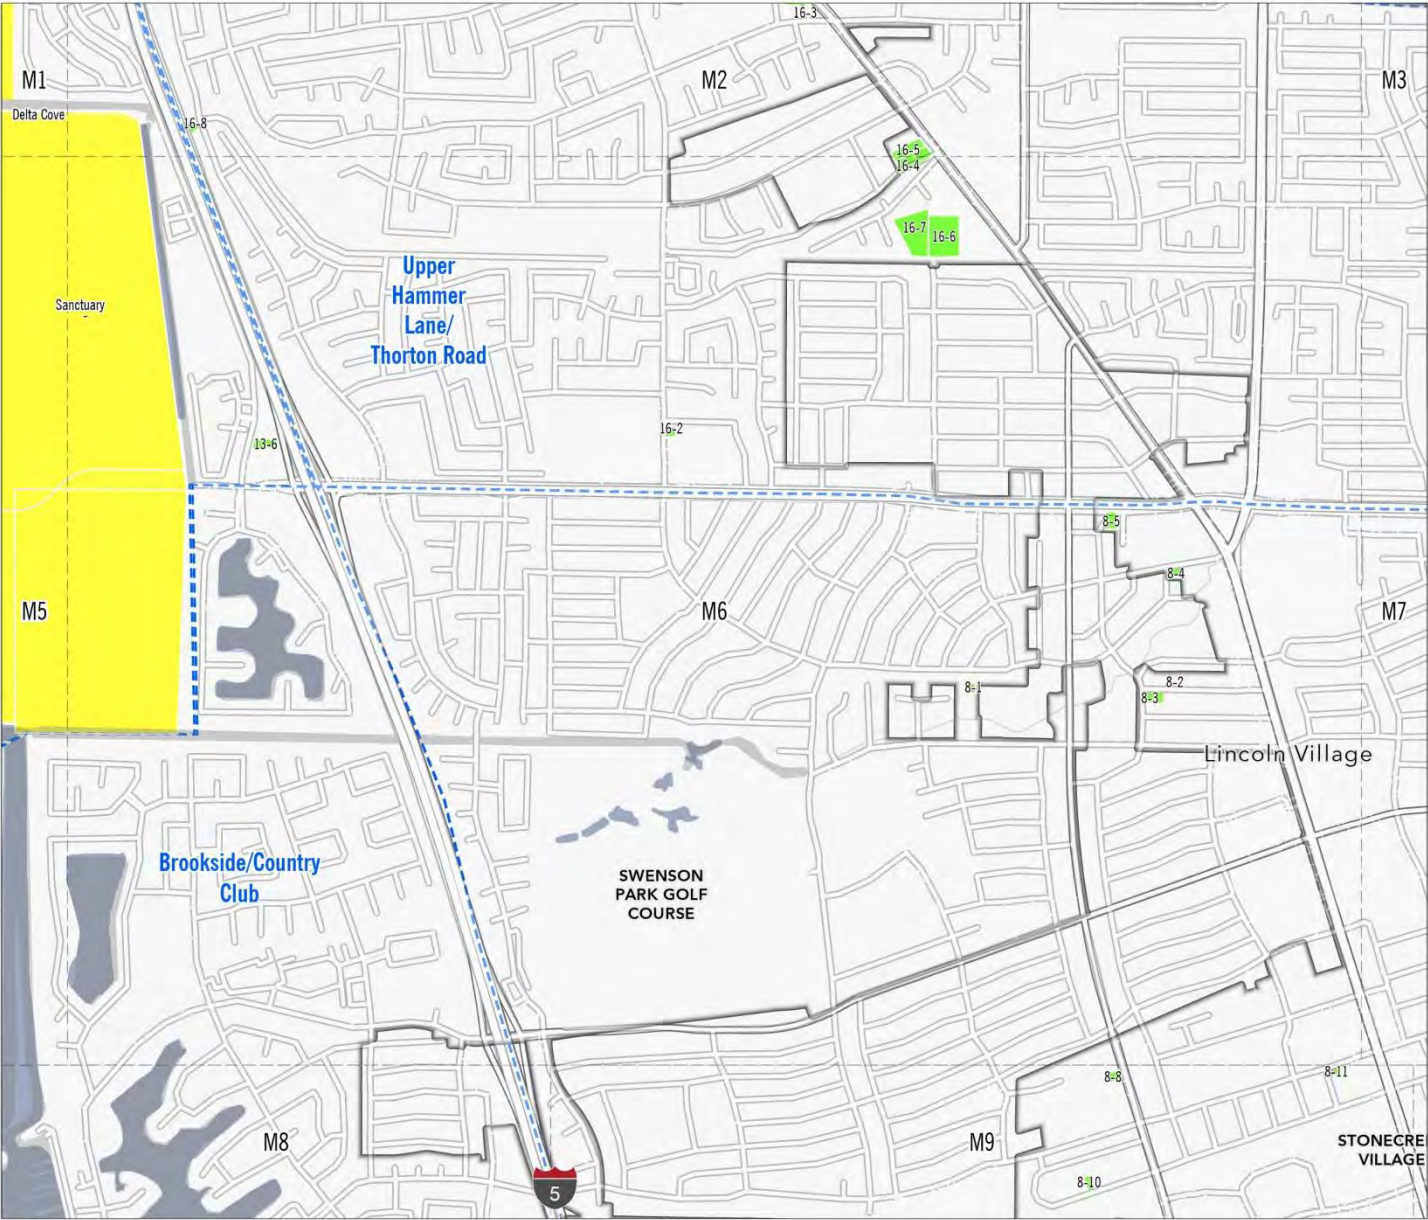 16-3
M1
M2
M3
Delta Cove
16-8
16-5
16-4
16-7
16-6
Upper
Hammer
Lane/
Thorton Road
Sanctuary
16-2
13-6
8-5
8-4
M5
M6
M7
8-1
8-2
8-3
Lincoln Village
Brookside/Country
Club
SWENSON
PARK GOLF
COURSE
8-8
8-11
M8
M9
STONECRE
VILLAGE
8-10
5